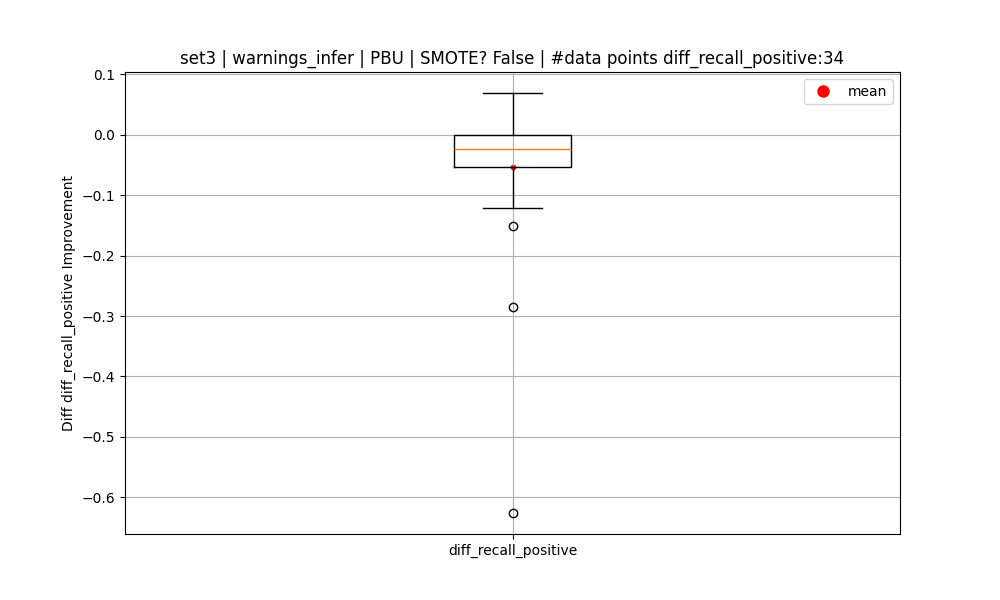 set3 | warnings_infer | PBU | SMOTE? False | #data points diff_recall_positive:34
mean
Diff diff_recall_positive Improvement
0.1
0.0
−0.1
−0.2
−0.3
−0.4
−0.5
−0.6
diff_recall_positive